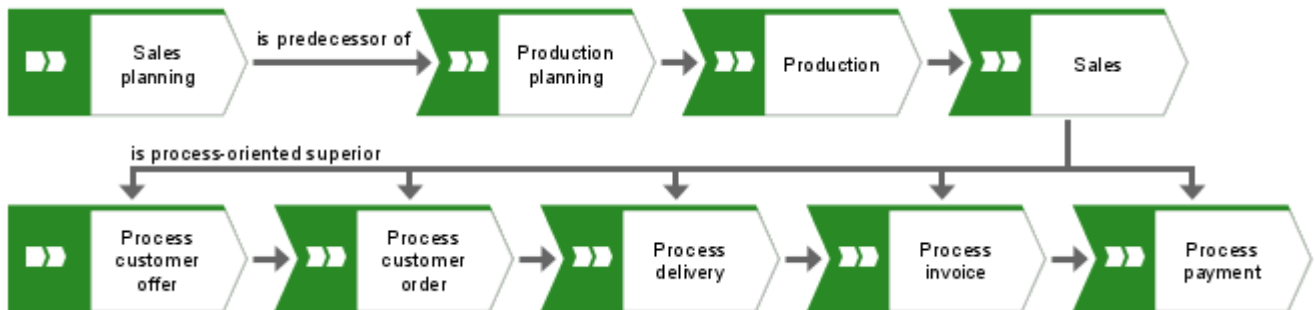 Sales
planning
is predecessor of
Production
planning
Production
Sales
is process-oriented superior
Process
customer
offer
Process
customer
order
Process
delivery
Process
invoice
Process
payment